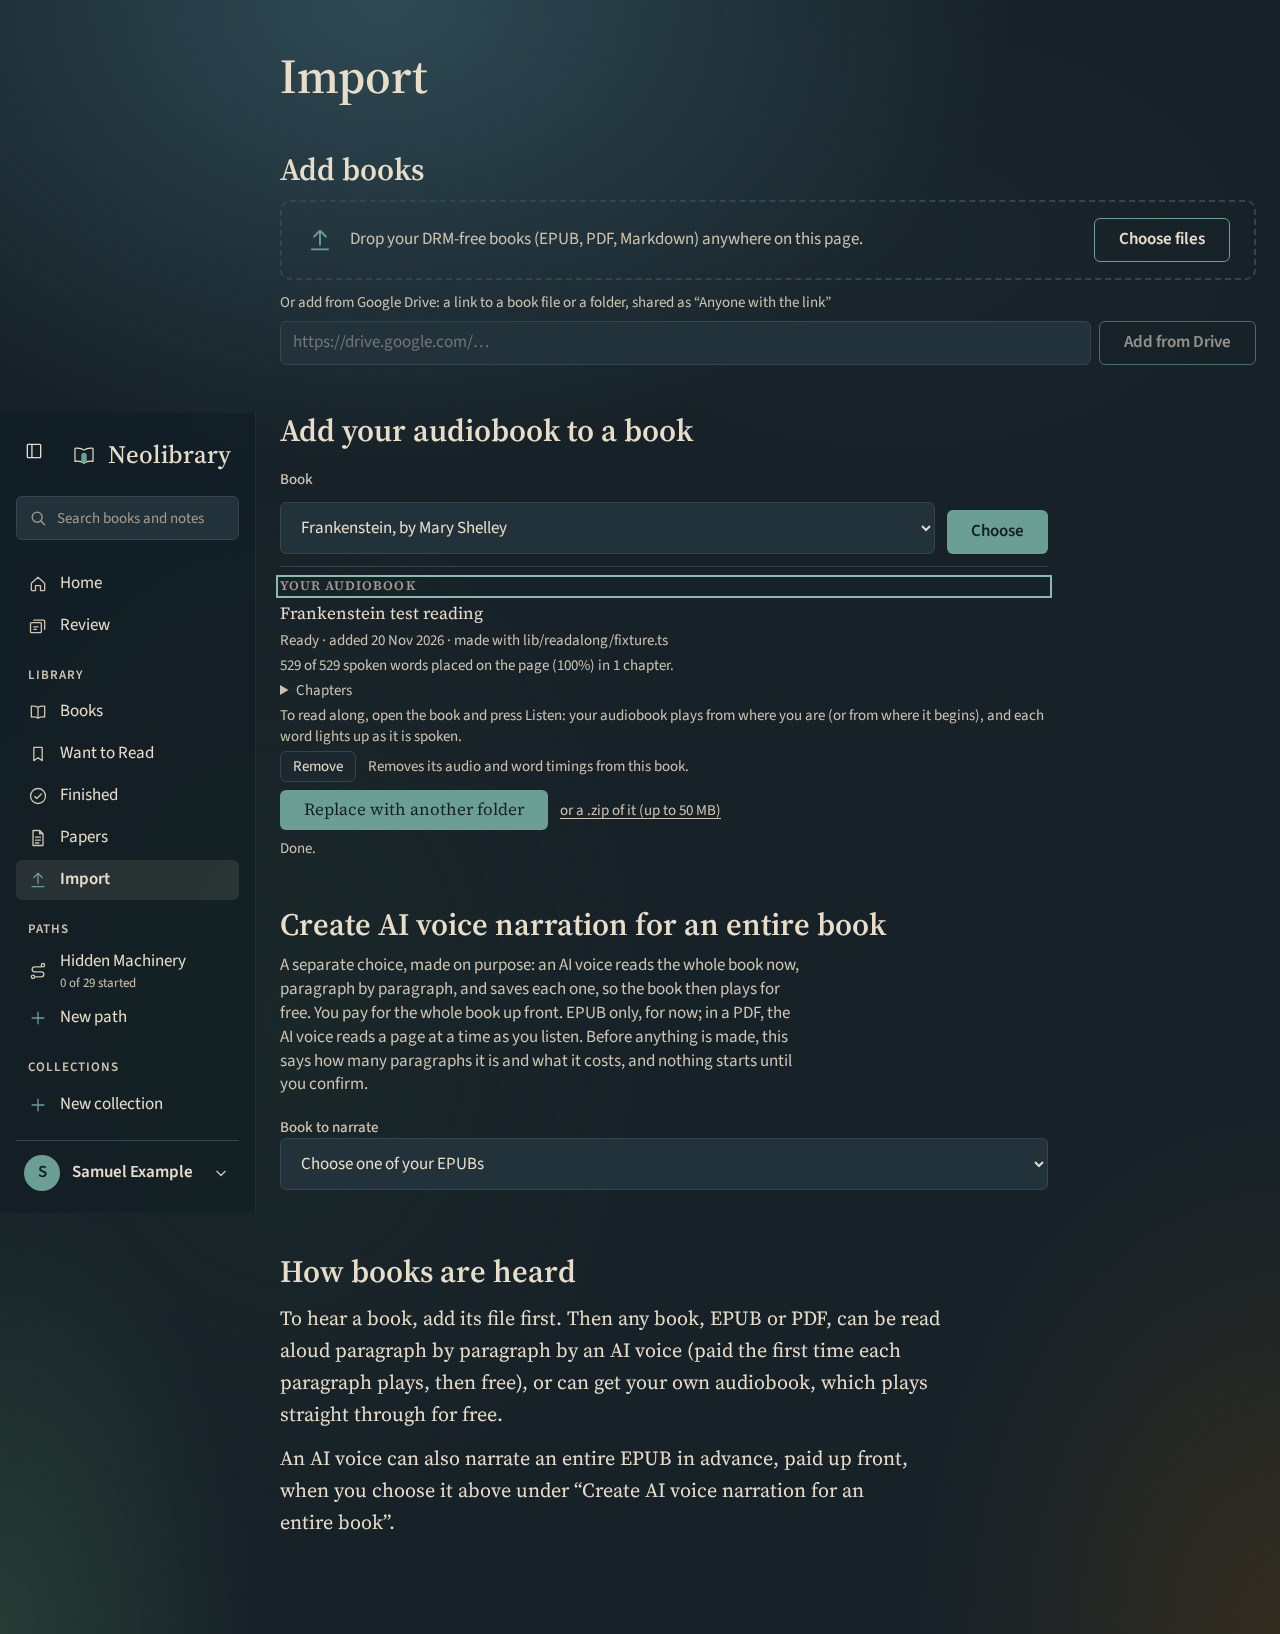 Import
Add books
Drop your DRM-free books (EPUB, PDF, Markdown) anywhere on this page.
Choose files
Or add from Google Drive: a link to a book file or a folder, shared as “Anyone with the link”
https://drive.google.com/…
Add from Drive
Neolibrary
Search books and notes
Home
Review
LIBRARY
Books
Want to Read
Finished
Papers
Import
PATHS
Hidden Machinery
0 of 29 started
New path
COLLECTIONS
New collection
S
Samuel Example
Add your audiobook to a book
Book
Frankenstein, by Mary Shelley
Choose
YOUR AUDIOBOOK
Frankenstein test reading
Ready · added 20 Nov 2026 · made with lib/readalong/fixture.ts
529 of 529 spoken words placed on the page (100%) in 1 chapter.
Chapters
To read along, open the book and press Listen: your audiobook plays from where you are (or from where it begins), and each
word lights up as it is spoken.
Remove
Removes its audio and word timings from this book.
Replace with another folder
or a .zip of it (up to 50 MB)
Done.
Create AI voice narration for an entire book
A separate choice, made on purpose: an AI voice reads the whole book now,
paragraph by paragraph, and saves each one, so the book then plays for
free. You pay for the whole book up front. EPUB only, for now; in a PDF, the
AI voice reads a page at a time as you listen. Before anything is made, this
says how many paragraphs it is and what it costs, and nothing starts until
you confirm.
Book to narrate
Choose one of your EPUBs
How books are heard
To hear a book, add its file first. Then any book, EPUB or PDF, can be read
aloud paragraph by paragraph by an AI voice (paid the first time each
paragraph plays, then free), or can get your own audiobook, which plays
straight through for free.
An AI voice can also narrate an entire EPUB in advance, paid up front,
when you choose it above under “Create AI voice narration for an
entire book”.